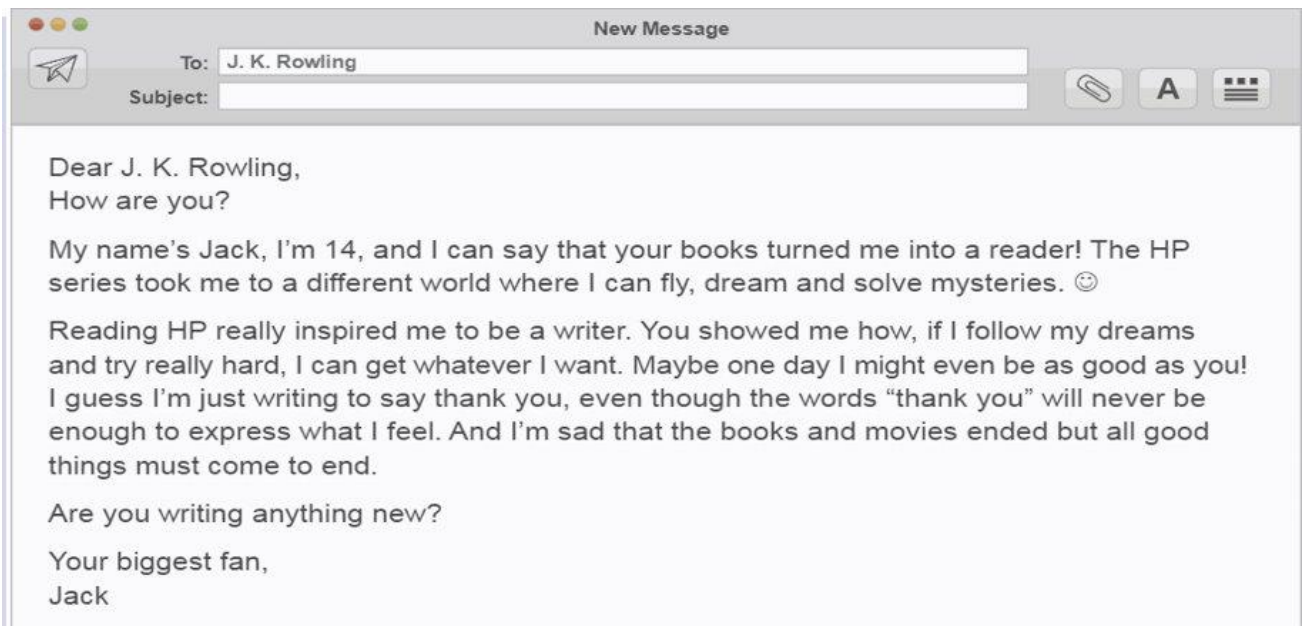 New Message
To: J. K. Rowling
Subject:
A
Dear J. K. Rowling,
How are you?
My name’s Jack, I’m 14, and I can say that your books turned me into a reader! The HP
series took me to a different world where I can fly, dream and solve mysteries. ☺
Reading HP really inspired me to be a writer. You showed me how, if I follow my dreams
and try really hard, I can get whatever I want. Maybe one day I might even be as good as you!
I guess I’m just writing to say thank you, even though the words “thank you” will never be
enough to express what I feel. And I’m sad that the books and movies ended but all good
things must come to end.
Are you writing anything new?
Your biggest fan,
Jack